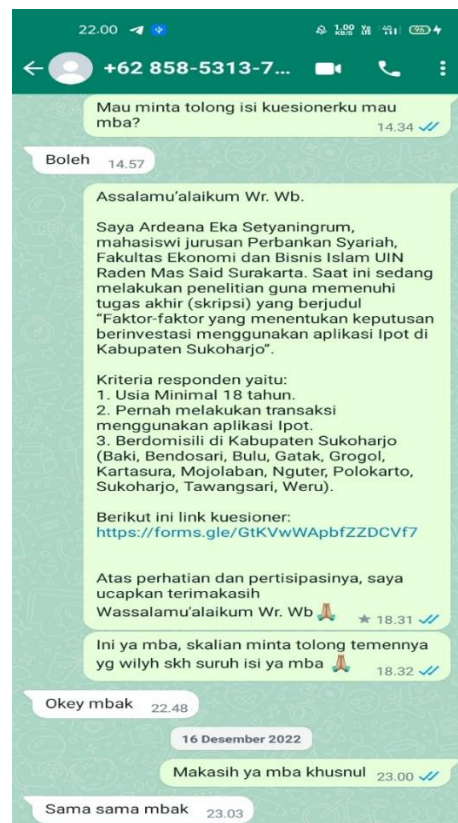 22.00
1.00 KB/S
4G
96
+62 858-5313-7...
Mau minta tolong isi kuesionerku mau
mba?
14.34
Boleh
14.57
Assalamu'alaikum Wr. Wb.
Saya Ardeana Eka Setyaningrum,
mahasiswi jurusan Perbankan Syariah,
Fakultas Ekonomi dan Bisnis Islam UIN
Raden Mas Said Surakarta. Saat ini sedang
melakukan penelitian guna memenuhi
tugas akhir (skripsi) yang berjudul
"Faktor-faktor yang menentukan keputusan
berinvestasi menggunakan aplikasi Ipot di
Kabupaten Sukoharjo".
Kriteria responden yaitu:
1. Usia Minimal 18 tahun.
2. Pernah melakukan transaksi
menggunakan aplikasi Ipot.
3. Berdomisili di Kabupaten Sukoharjo
(Baki, Bendosari, Bulu, Gatak, Grogol,
Kartasura, Mojolaban, Nguter, Polokarto,
Sukoharjo, Tawangsari, Weru).
Berikut ini link kuesioner:
https://forms.gle/GtKVwWApbfZZDCVf7
Atas perhatian dan pertisipasinya, saya
ucapkan terimakasih
Wassalamu'alaikum Wr. Wb 🙏
18.31
Ini ya mba, skalian minta tolong temennya
yg wilyh skh suruh isi ya mba 🙏
18.32
Okey mbak
22.48
16 Desember 2022
Makasih ya mba khusnul
23.00
Sama sama mbak
23.03